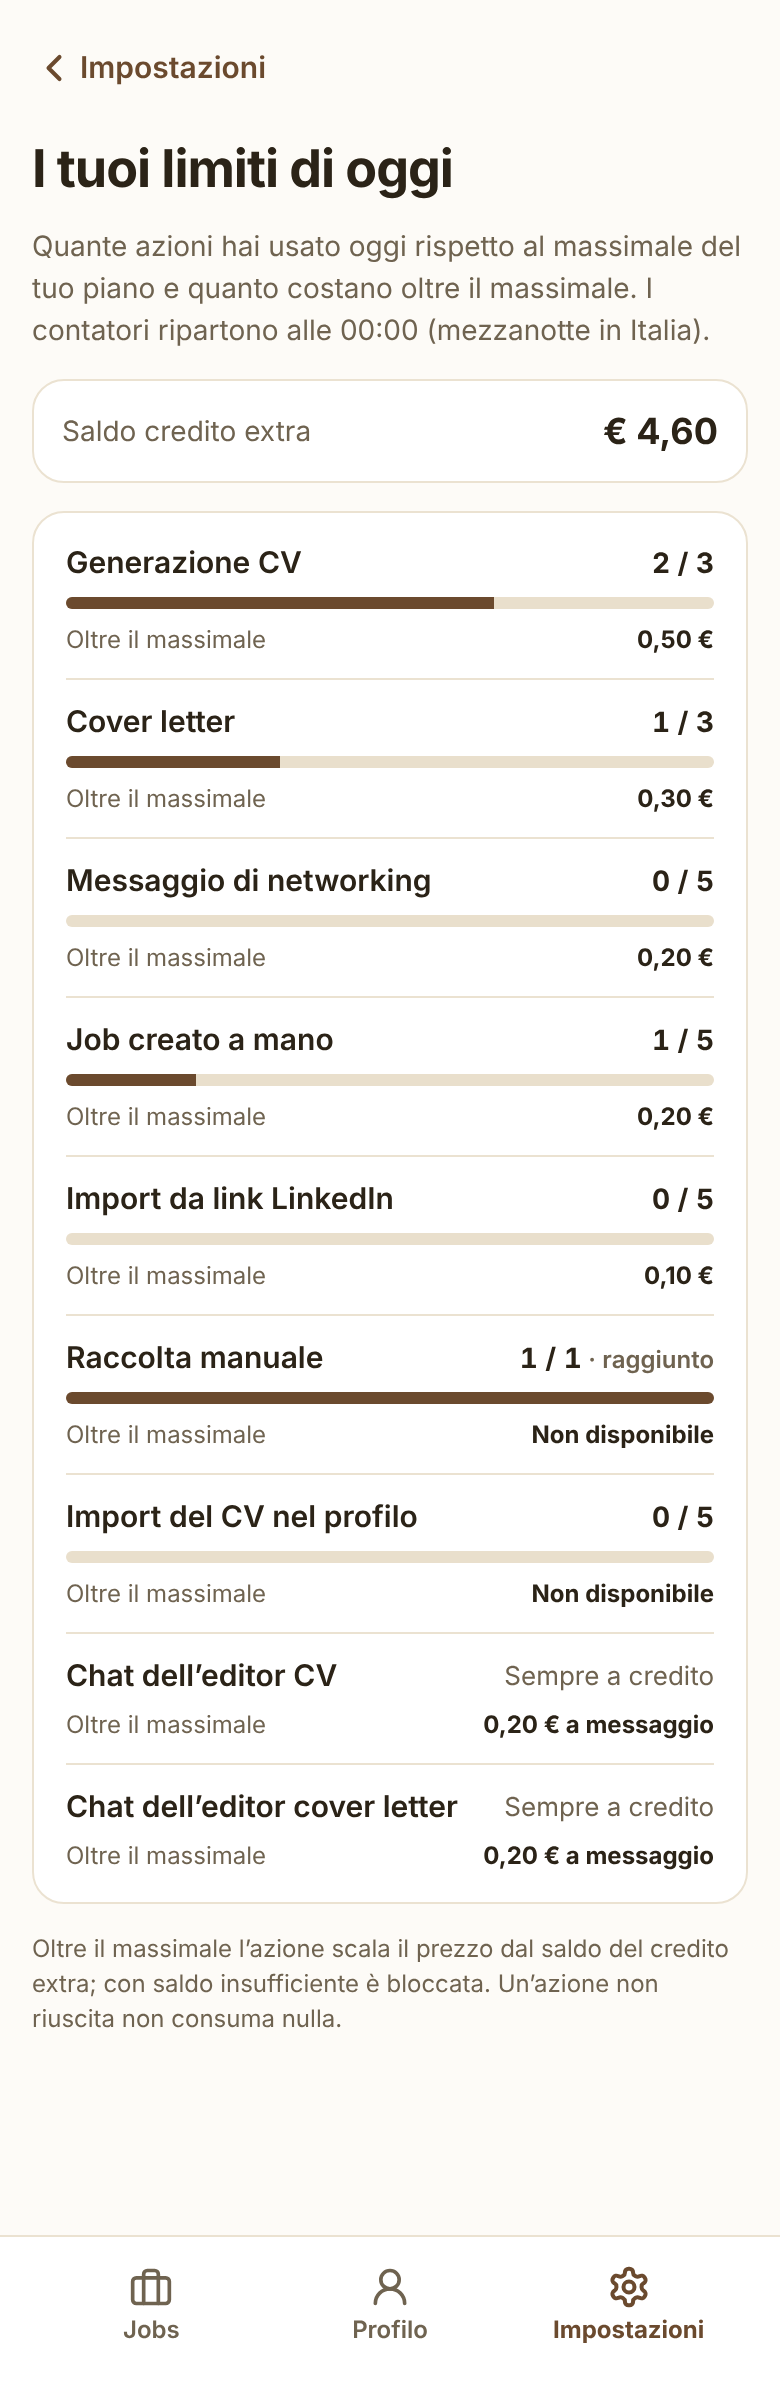 Impostazioni
I tuoi limiti di oggi
Quante azioni hai usato oggi rispetto al massimale del
tuo piano e quanto costano oltre il massimale. I
contatori ripartono alle 00:00 (mezzanotte in Italia).
Saldo credito extra € 4,60
Generazione CV 2 / 3
Oltre il massimale 0,50 €
Cover letter 1 / 3
Oltre il massimale 0,30 €
Messaggio di networking 0 / 5
Oltre il massimale 0,20 €
Job creato a mano 1 / 5
Oltre il massimale 0,20 €
Import da link LinkedIn 0 / 5
Oltre il massimale 0,10 €
Raccolta manuale 1 / 1 · raggiunto
Oltre il massimale Non disponibile
Import del CV nel profilo 0 / 5
Oltre il massimale Non disponibile
Chat dell’editor CV Sempre a credito
Oltre il massimale 0,20 € a messaggio
Chat dell’editor cover letter Sempre a credito
Oltre il massimale 0,20 € a messaggio
Oltre il massimale l’azione scala il prezzo dal saldo del credito
extra; con saldo insufficiente è bloccata. Un’azione non
riuscita non consuma nulla.
Jobs Profilo Impostazioni